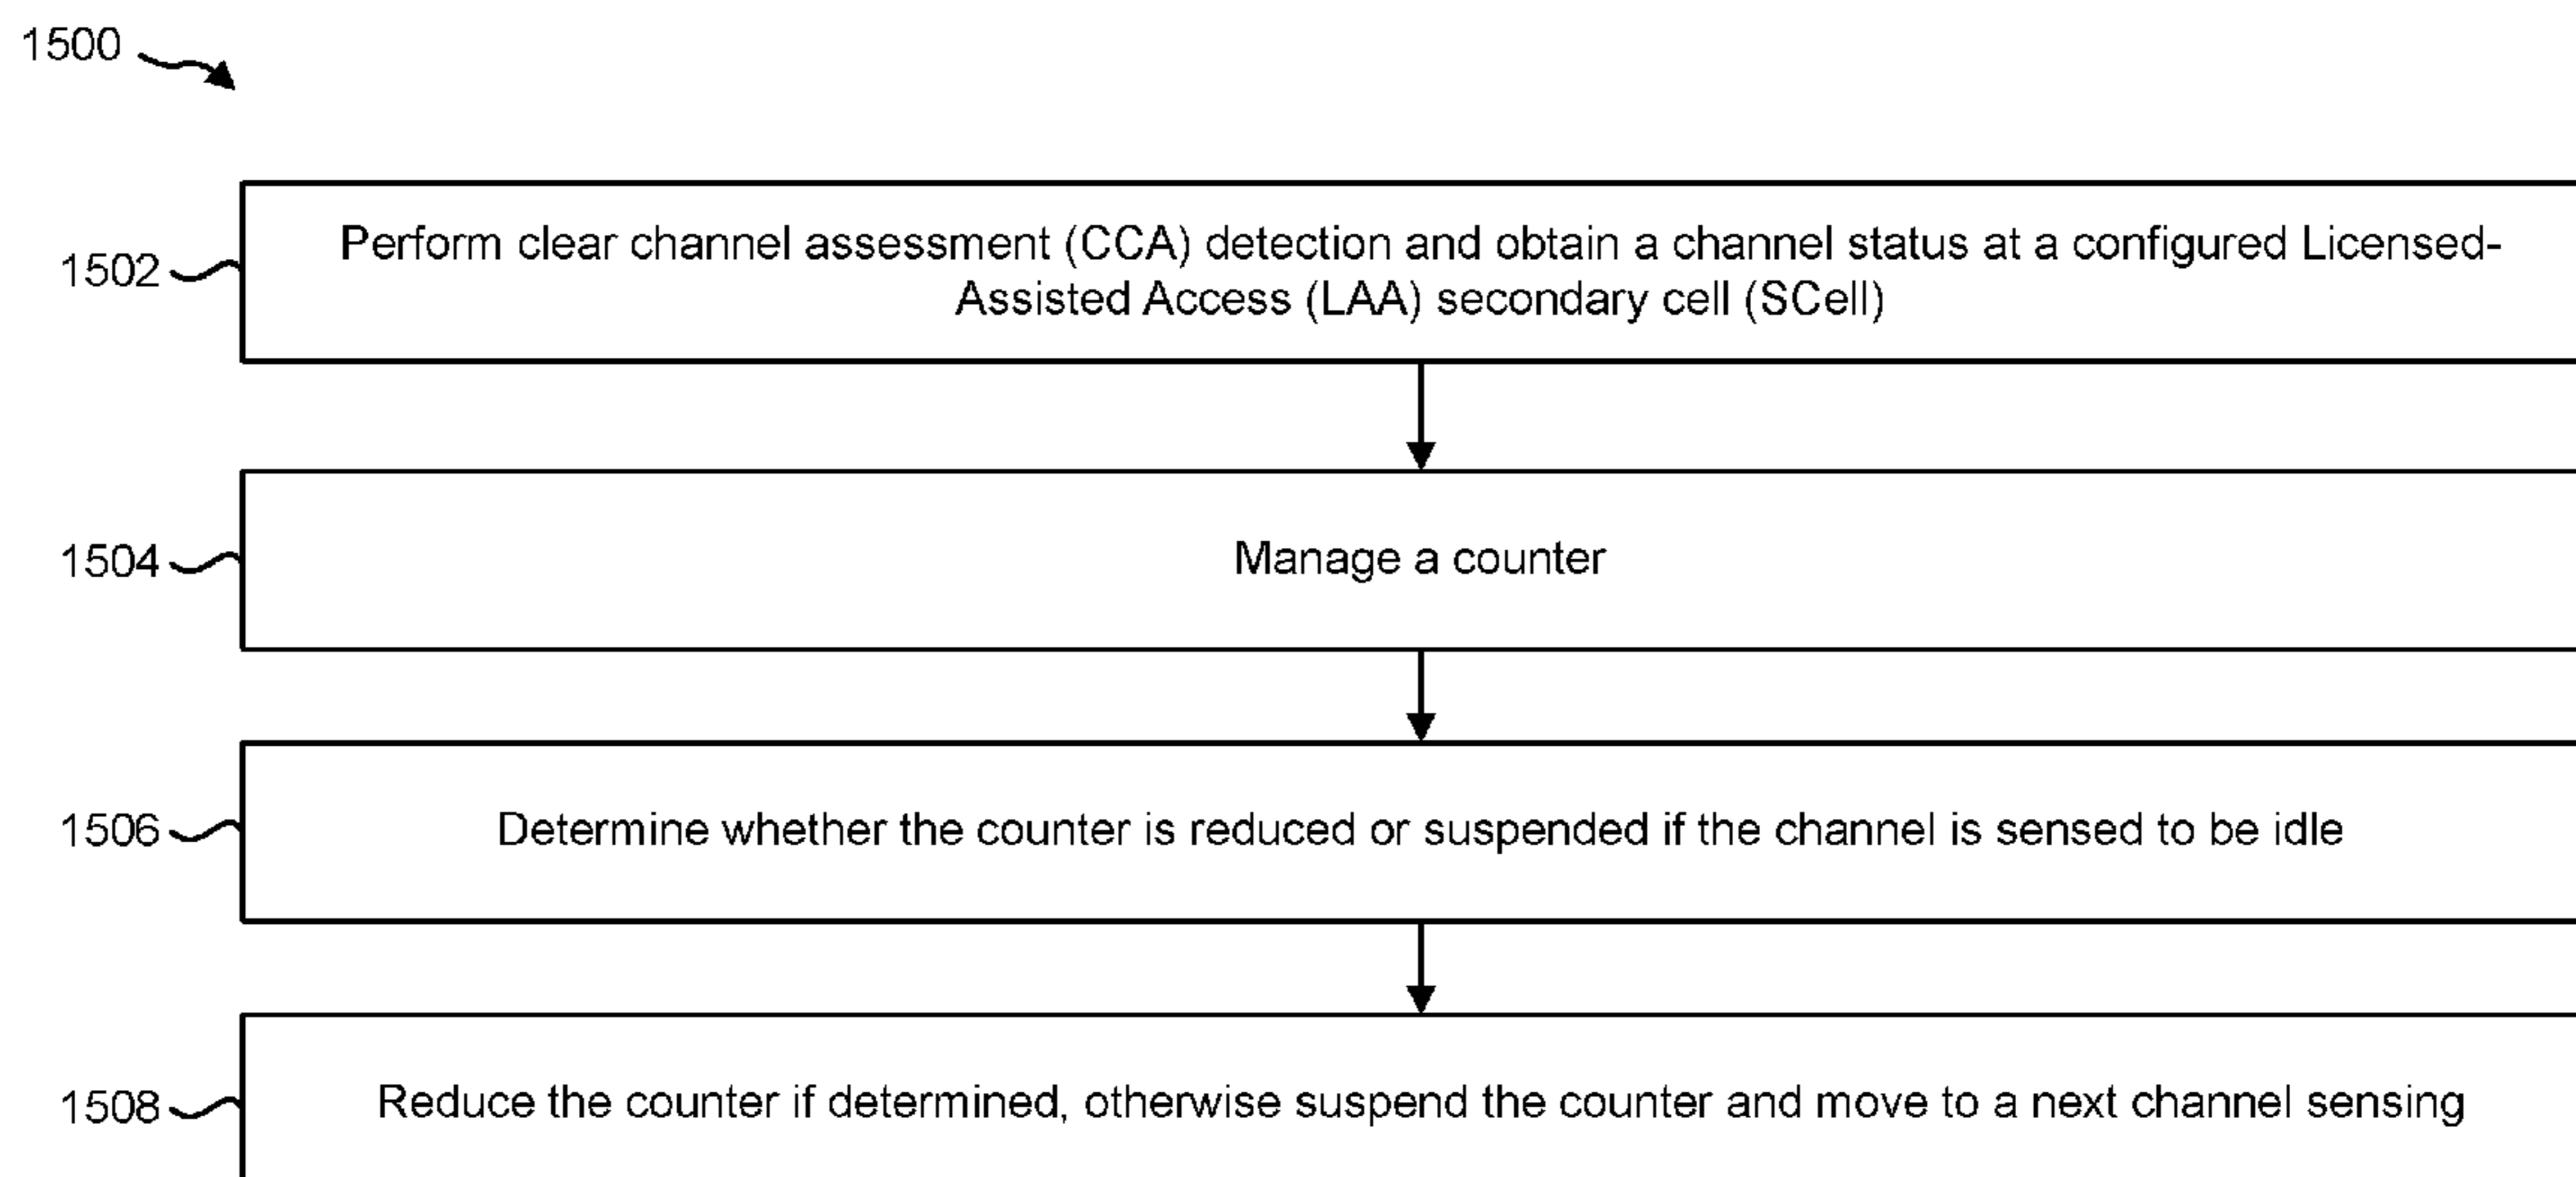 1500
1502
Perform clear channel assessment (CCA) detection and obtain a channel status at a configured Licensed-
Assisted Access (LAA) secondary cell (SCell)
1504
Manage a counter
1506
Determine whether the counter is reduced or suspended if the channel is sensed to be idle
1508
Reduce the counter if determined, otherwise suspend the counter and move to a next channel sensing